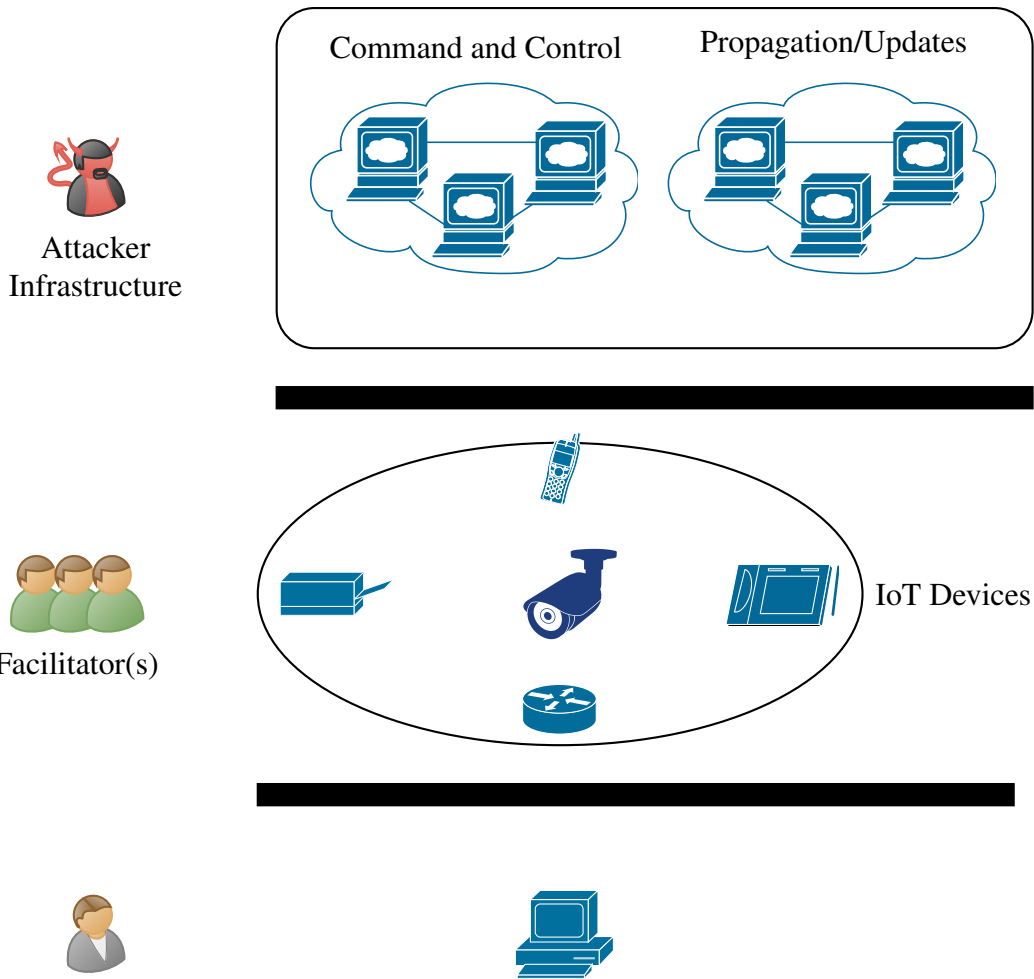 Command and Control
Propagation/Updates
Attacker
Infrastructure
IoT Devices
Facilitator(s)